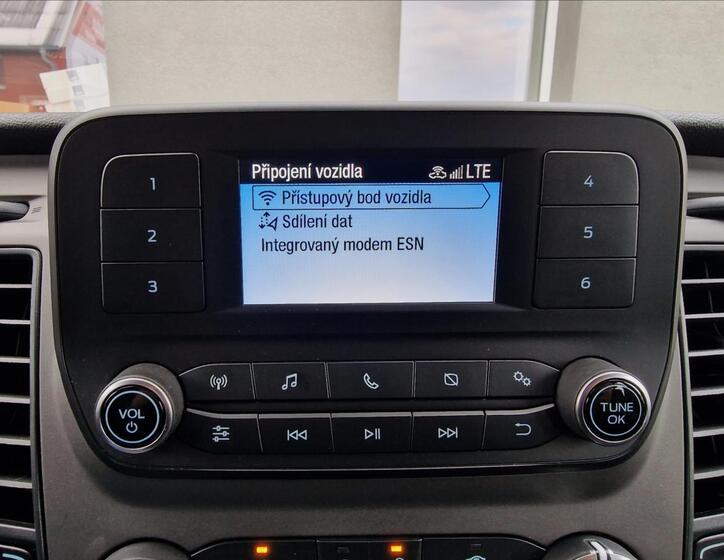 Připojení vozidla LTE
Přístupový bod vozidla
Sdílení dat
Integrovaný modem ESN
1
2
3
4
5
6
VOL
TUNE
OK